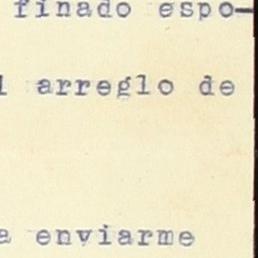 finado espo-
l arreglo de
a enviarme